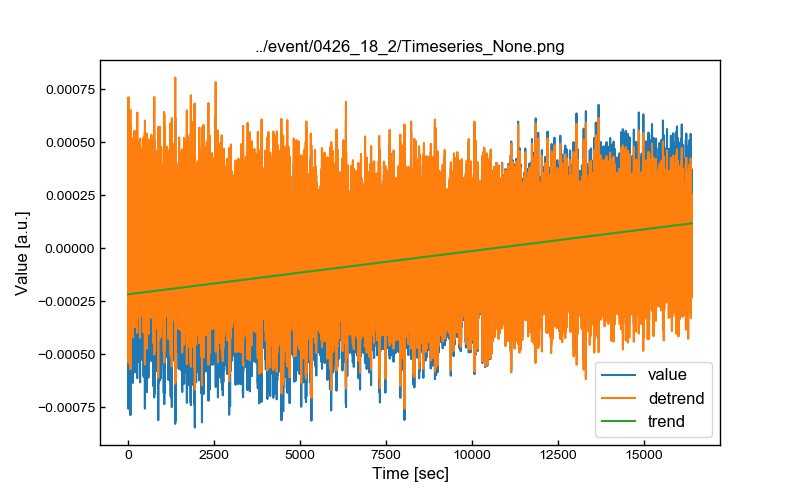 ../event/0426_18_2/Timeseries_None.png
Value [a.u.]
0.00075
0.00050
0.00025
0.00000
−0.00025
−0.00050
−0.00075
value
detrend
trend
0
2500
5000
7500
10000
12500
15000
Time [sec]